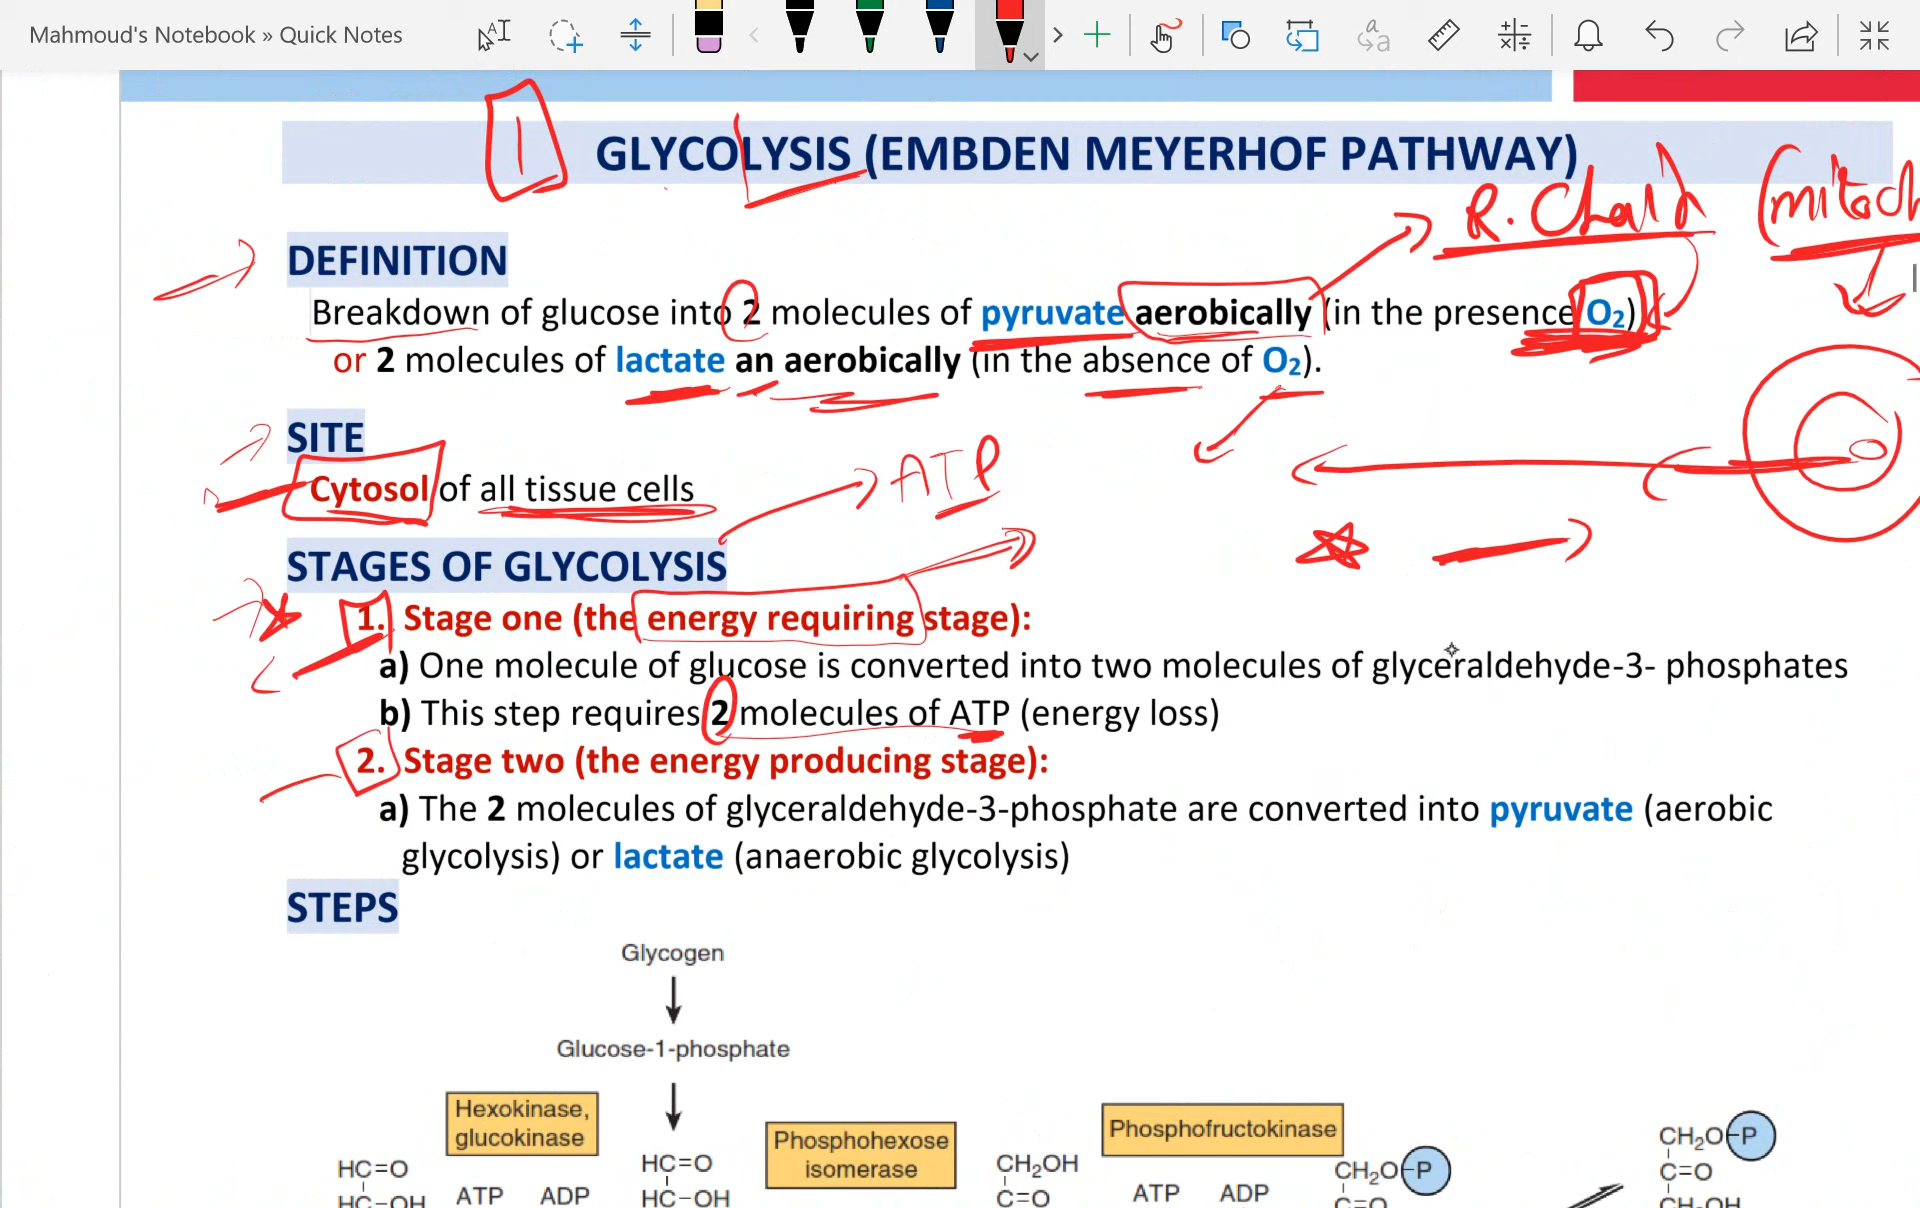 Mahmoud's Notebook » Quick Notes
1
GLYCOLYSIS (EMBDEN MEYERHOF PATHWAY)
R. Chain (mitoch
DEFINITION
Breakdown of glucose into 2 molecules of pyruvate aerobically (in the presence O₂)
or 2 molecules of lactate an aerobically (in the absence of O₂).
SITE
Cytosol of all tissue cells
ATP
STAGES OF GLYCOLYSIS
1. Stage one (the energy requiring stage):
a) One molecule of glucose is converted into two molecules of glyceraldehyde-3- phosphates
b) This step requires 2 molecules of ATP (energy loss)
2. Stage two (the energy producing stage):
a) The 2 molecules of glyceraldehyde-3-phosphate are converted into pyruvate (aerobic
glycolysis) or lactate (anaerobic glycolysis)
STEPS
Glycogen
Glucose-1-phosphate
Hexokinase,
glucokinase
Phosphohexose
isomerase
Phosphofructokinase
CH₂O-P
C=O
CH₂OH
HC=O
HC-OH
ATP ADP
HC=O
HC-OH
CH₂OH
C=O
ATP ADP
CH₂O-P
C=O